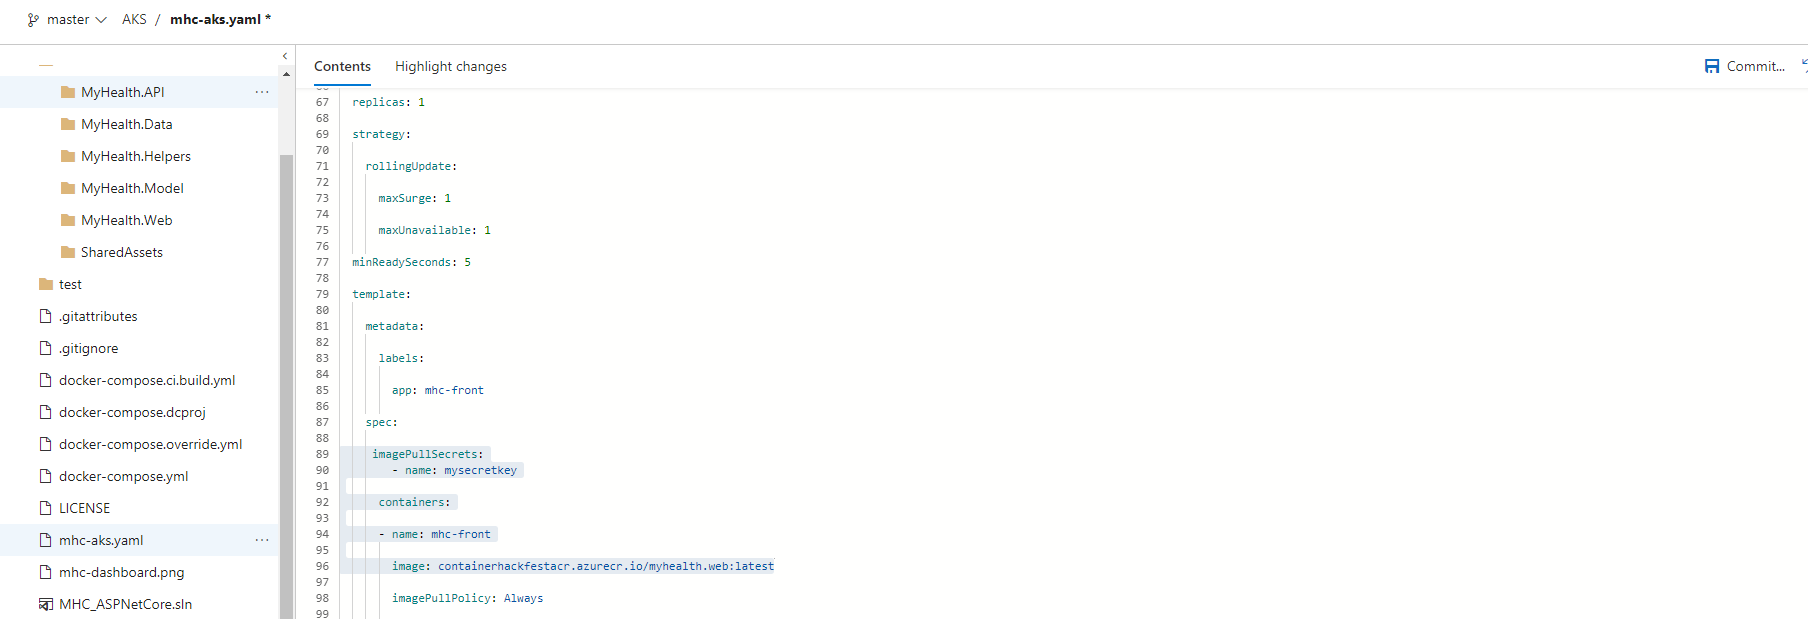 master AKS / mhc-aks.yaml *
MyHealth.API ...
MyHealth.Data
MyHealth.Helpers
MyHealth.Model
MyHealth.Web
SharedAssets
test
.gitattributes
.gitignore
docker-compose.ci.build.yml
docker-compose.dcproj
docker-compose.override.yml
docker-compose.yml
LICENSE
mhc-aks.yaml ...
mhc-dashboard.png
MHC_ASPNetCore.sln
Contents Highlight changes Commit...
67 replicas: 1
68
69 strategy:
70
71 rollingUpdate:
72
73 maxSurge: 1
74
75 maxUnavailable: 1
76
77 minReadySeconds: 5
78
79 template:
80
81 metadata:
82
83 labels:
84
85 app: mhc-front
86
87 spec:
88
89 imagePullSecrets:
90 - name: mysecretkey
91
92 containers:
93
94 - name: mhc-front
95
96 image: containerhackfestacr.azurecr.io/myhealth.web:latest
97
98 imagePullPolicy: Always
99